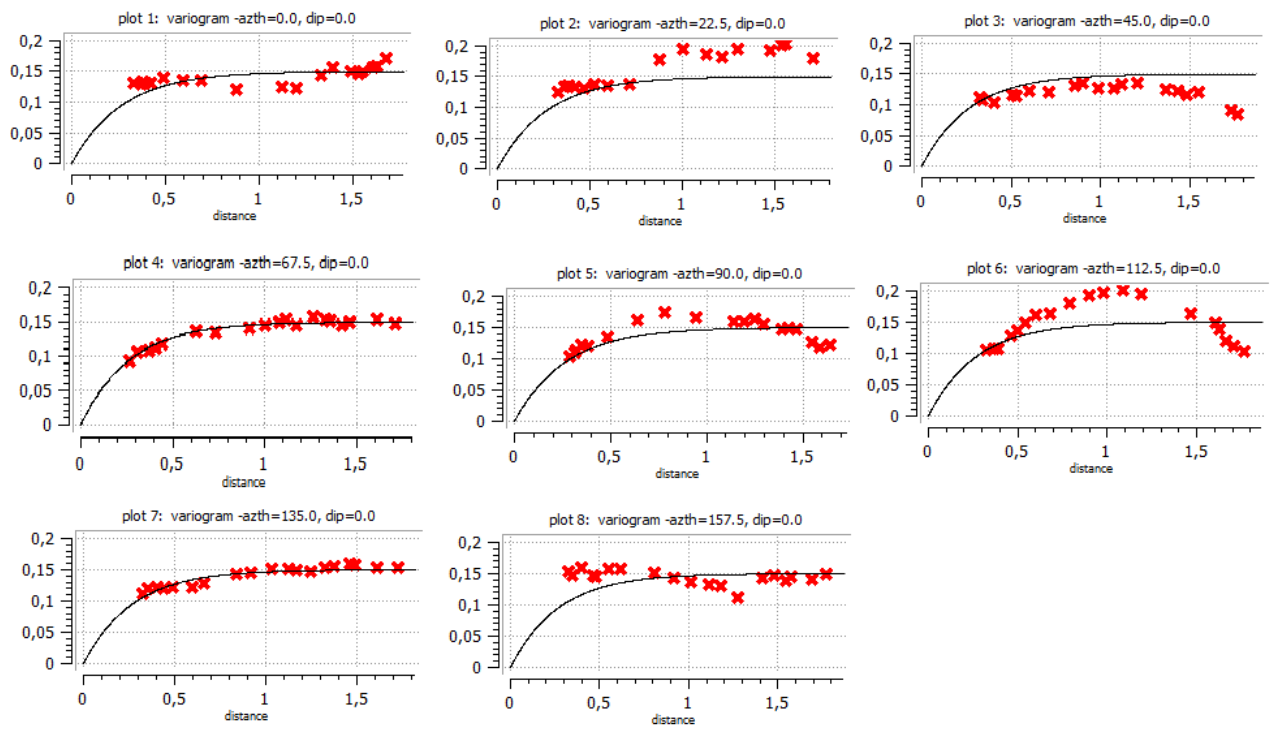 plot 1: variogram -azth=0.0, dip=0.0
0,2
0,15
0,1
0,05
0
0 0,5 1 1,5
distance
plot 2: variogram -azth=22.5, dip=0.0
0,2
0,15
0,1
0,05
0
0 0,5 1 1,5
distance
plot 3: variogram -azth=45.0, dip=0.0
0,2
0,15
0,1
0,05
0
0 0,5 1 1,5
distance
plot 4: variogram -azth=67.5, dip=0.0
0,2
0,15
0,1
0,05
0
0 0,5 1 1,5
distance
plot 5: variogram -azth=90.0, dip=0.0
0,2
0,15
0,1
0,05
0
0 0,5 1 1,5
distance
plot 6: variogram -azth=112.5, dip=0.0
0,2
0,15
0,1
0,05
0
0 0,5 1 1,5
distance
plot 7: variogram -azth=135.0, dip=0.0
0,2
0,15
0,1
0,05
0
0 0,5 1 1,5
distance
plot 8: variogram -azth=157.5, dip=0.0
0,2
0,15
0,1
0,05
0
0 0,5 1 1,5
distance